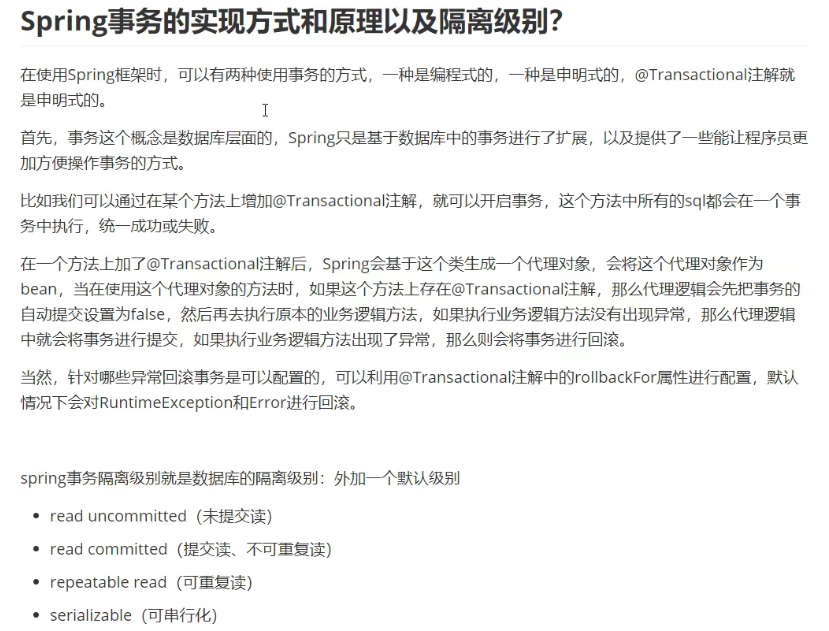 Spring事务的实现方式和原理以及隔离级别？
在使用Spring框架时，可以有两种使用事务的方式，一种是编程式的，一种是申明式的，@Transactional注解就
是申明式的。
首先，事务这个概念是数据库层面的，Spring只是基于数据库中的事务进行了扩展，以及提供了一些能让程序员更
加方便操作事务的方式。
比如我们可以通过在某个方法上增加@Transactional注解，就可以开启事务，这个方法中所有的sql都会在一个事
务中执行，统一成功或失败。
在一个方法上加了@Transactional注解后，Spring会基于这个类生成一个代理对象，会将这个代理对象作为
bean，当在使用这个代理对象的方法时，如果这个方法上存在@Transactional注解，那么代理逻辑会先把事务的
自动提交设置为false，然后再去执行原本的业务逻辑方法，如果执行业务逻辑方法没有出现异常，那么代理逻辑
中就会将事务进行提交，如果执行业务逻辑方法出现了异常，那么则会将事务进行回滚。
当然，针对哪些异常回滚事务是可以配置的，可以利用@Transactional注解中的rollbackFor属性进行配置，默认
情况下会对RuntimeException和Error进行回滚。
spring事务隔离级别就是数据库的隔离级别：外加一个默认级别
• read uncommitted（未提交读）
• read committed（提交读、不可重复读）
• repeatable read（可重复读）
• serializable（可串行化）